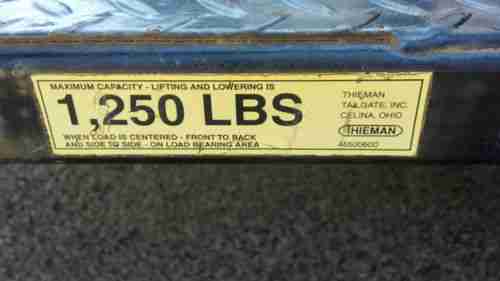 MAXIMUM CAPACITY - LIFTING AND LOWERING IS
1,250 LBS
WHEN LOAD IS CENTERED - FRONT TO BACK
AND SIDE TO SIDE - ON LOAD BEARING AREA
THIEMAN
TAILGATE, INC.
CELINA, OHIO
THIEMAN
45500600